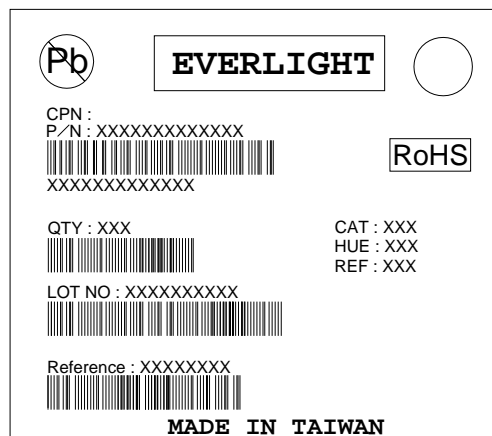 Pb
EVERLIGHT
CPN :
P/N : XXXXXXXXXXXXX
RoHS
XXXXXXXXXXXXX
QTY : XXX
CAT : XXX
HUE : XXX
REF : XXX
LOT NO : XXXXXXXXXX
Reference : XXXXXXXX
MADE IN TAIWAN